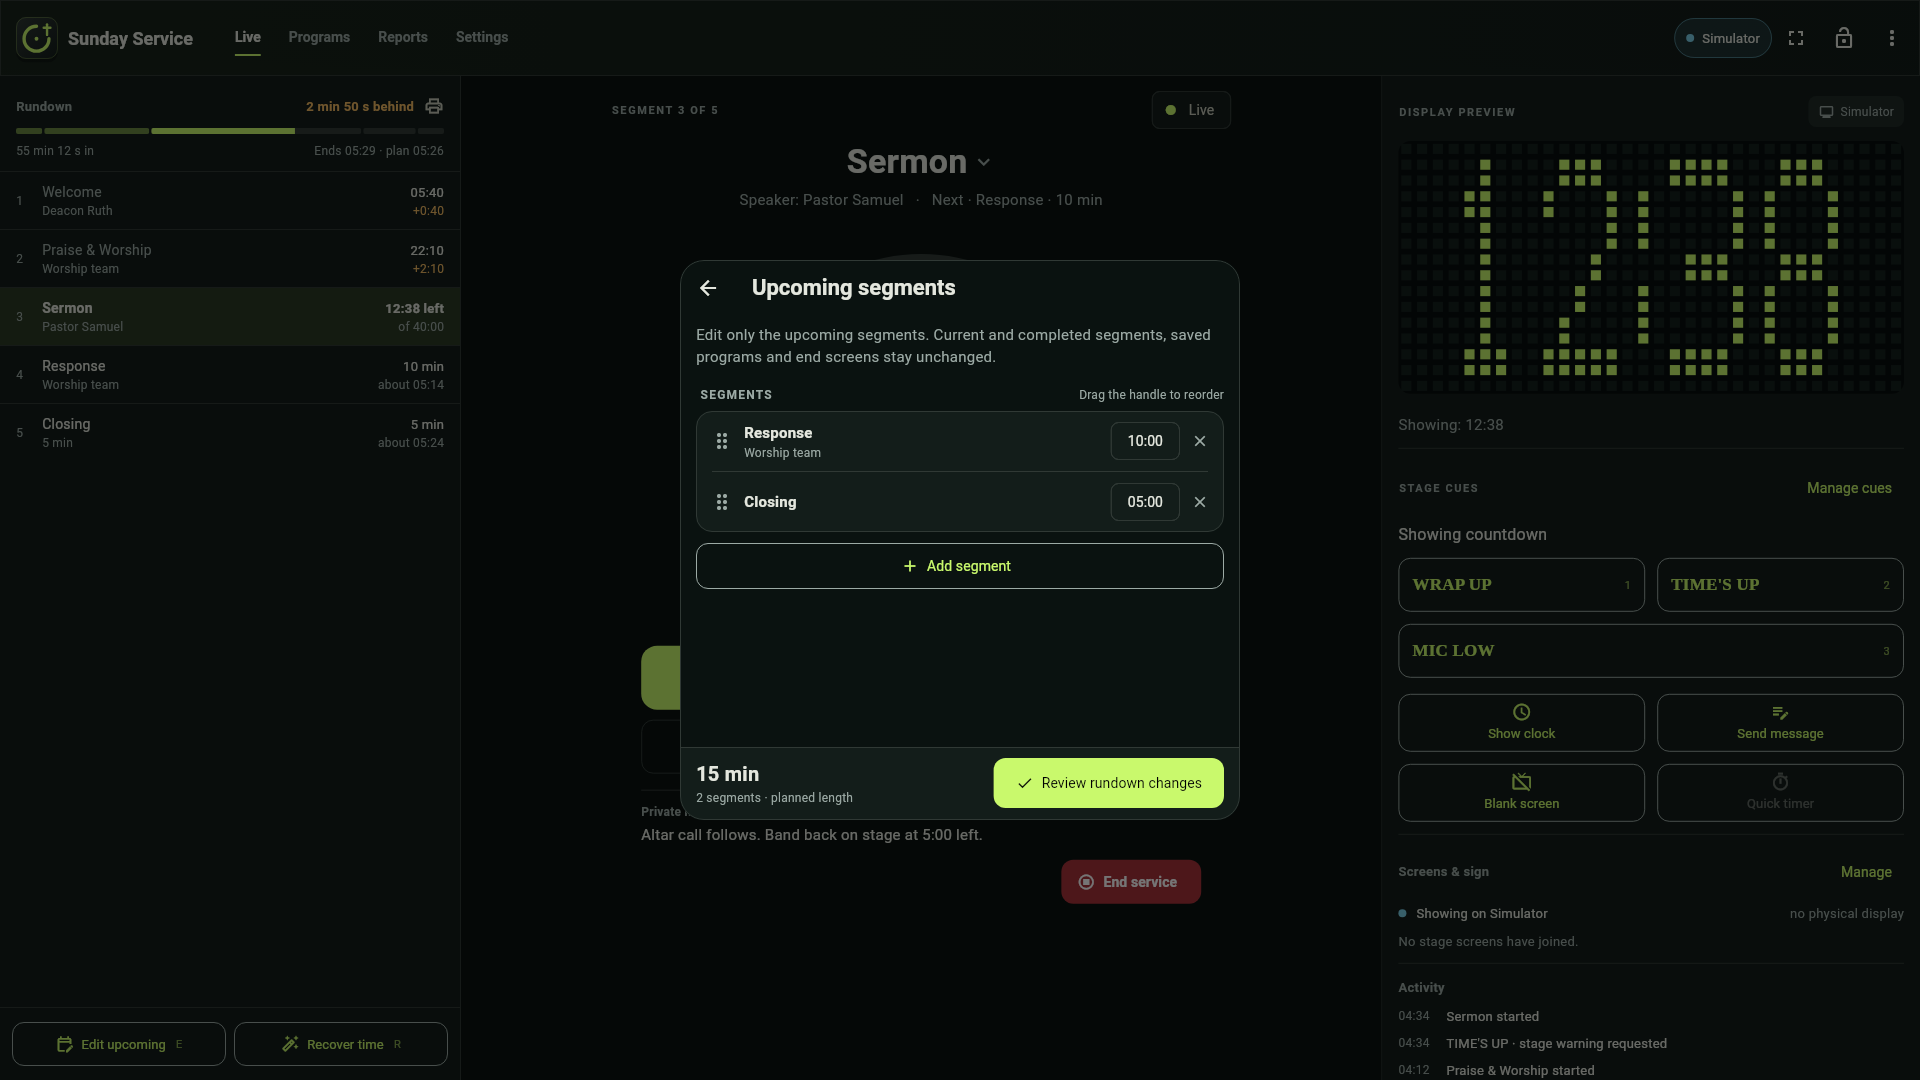 Sunday Service
Live
Programs
Reports
Settings
Simulator
Rundown
2 min 50 s behind
55 min 12 s in
Ends 05:29 · plan 05:26
1
Welcome
05:40
Deacon Ruth
+0:40
2
Praise & Worship
22:10
Worship team
+2:10
3
Sermon
12:38 left
Pastor Samuel
of 40:00
4
Response
10 min
Worship team
about 05:14
5
Closing
5 min
5 min
about 05:24
Edit upcoming E
Recover time R
SEGMENT 3 OF 5
Live
Sermon
Speaker: Pastor Samuel · Next · Response · 10 min
Upcoming segments
Edit only the upcoming segments. Current and completed segments, saved
programs and end screens stay unchanged.
SEGMENTS
Drag the handle to reorder
Response
Worship team
10:00
Closing
05:00
Add segment
15 min
2 segments · planned length
Review rundown changes
Private
Altar call follows. Band back on stage at 5:00 left.
End service
DISPLAY PREVIEW
Simulator
12:38
Showing: 12:38
STAGE CUES
Manage cues
Showing countdown
WRAP UP 1
TIME'S UP 2
MIC LOW 3
Show clock
Send message
Blank screen
Quick timer
Screens & sign
Manage
Showing on Simulator
no physical display
No stage screens have joined.
Activity
04:34 Sermon started
04:34 TIME'S UP · stage warning requested
04:12 Praise & Worship started